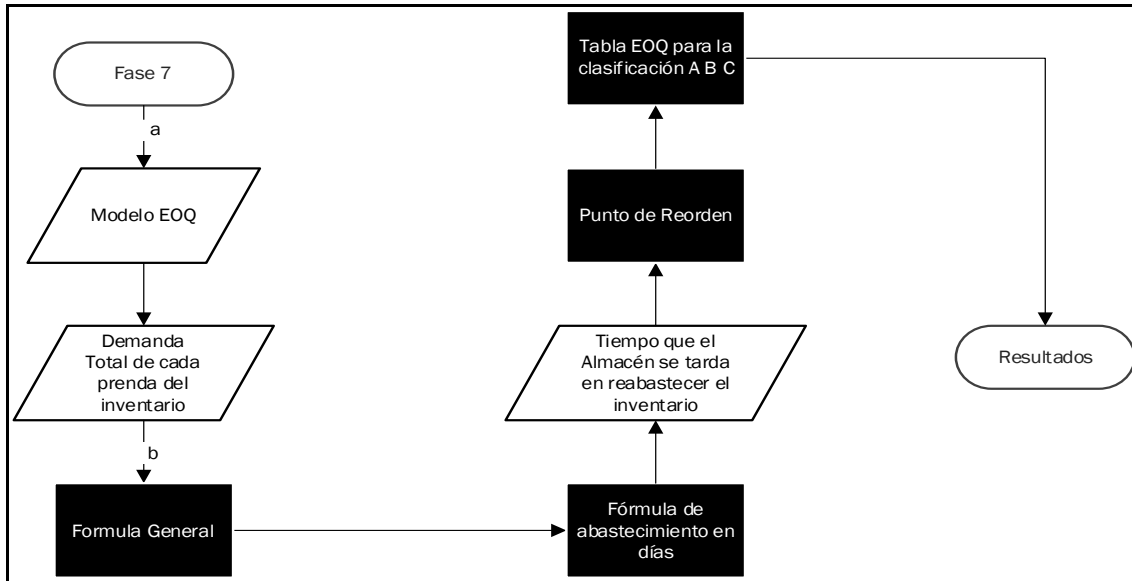 Fase 7
a
Modelo EOQ
Demanda
Total de cada
prenda del
inventario
b
Formula General
Fórmula de
abastecimiento en
días
Tiempo que el
Almacén se tarda
en reabastecer el
inventario
Punto de Reorden
Tabla EOQ para la
clasificación A B C
Resultados